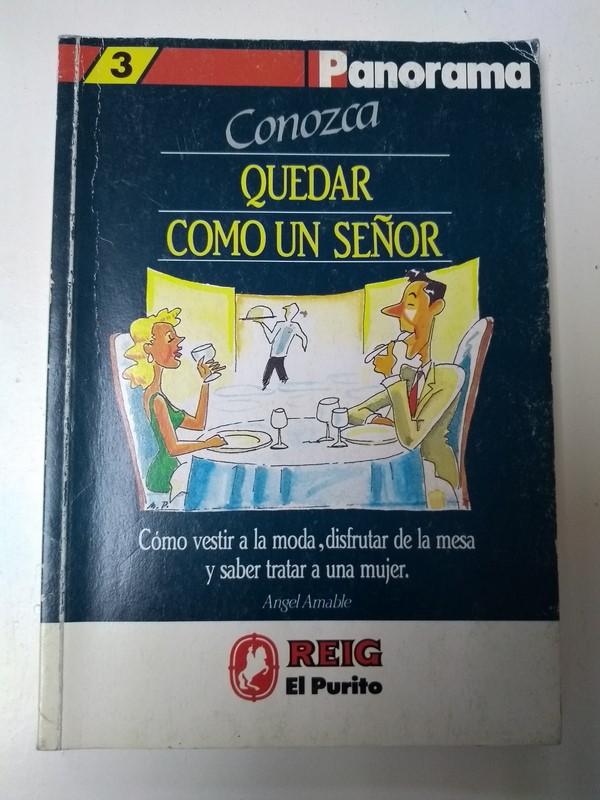 3
Panorama
Conozca
QUEDAR
COMO UN SEÑOR
M. P.
Cómo vestir a la moda, disfrutar de la mesa
y saber tratar a una mujer.
Angel Amable
REIG
El Purito